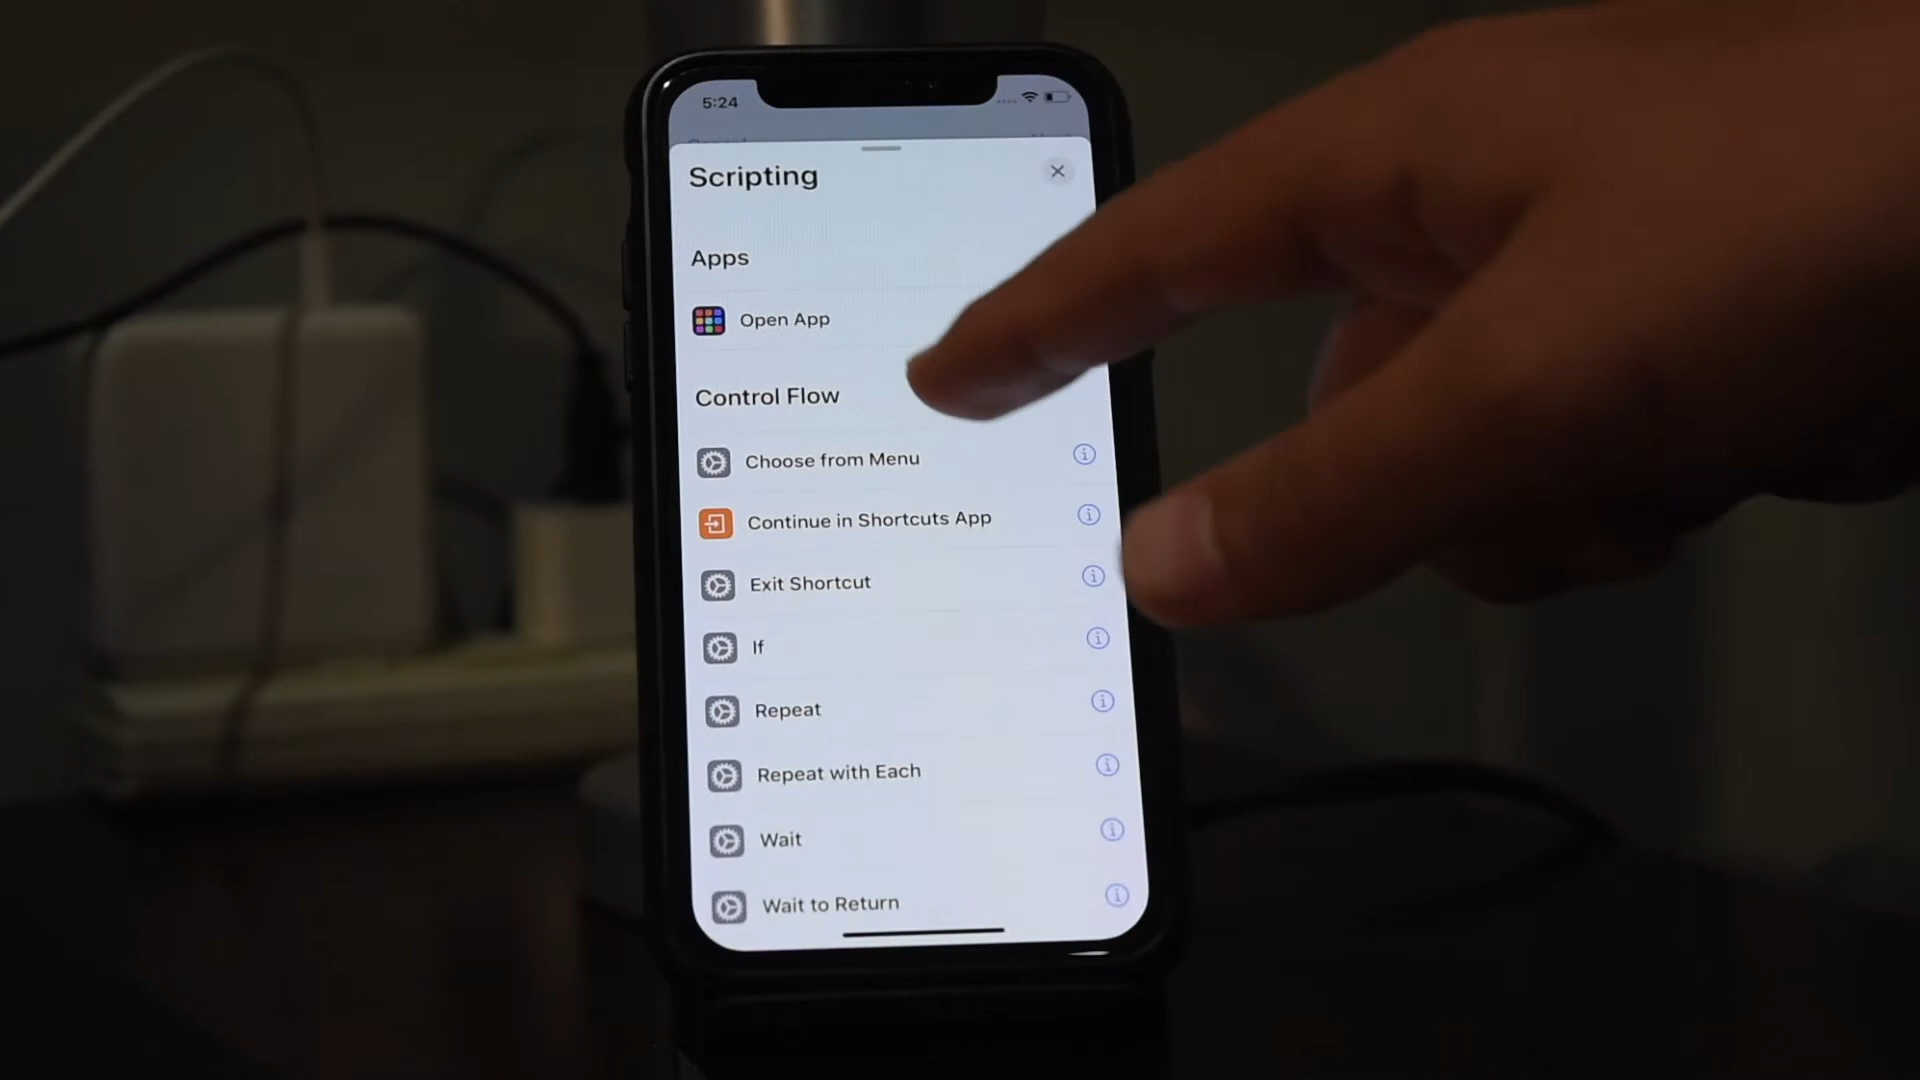 5:24
Scripting
Apps
Open App
Control Flow
Choose from Menu
Continue in Shortcuts App
Exit Shortcut
If
Repeat
Repeat with Each
Wait
Wait to Return